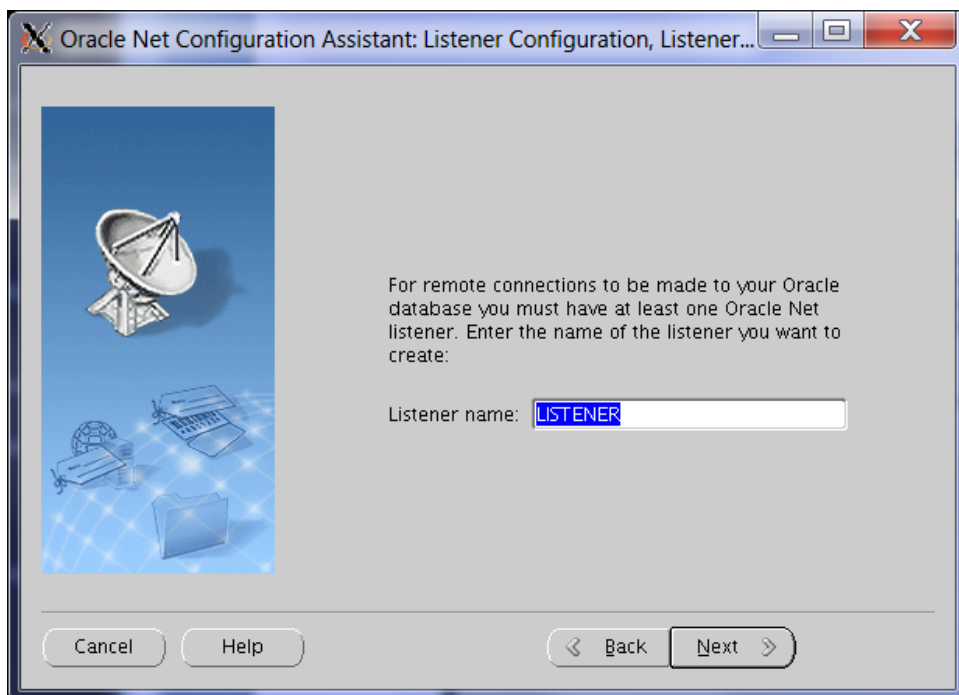 Oracle Net Configuration Assistant: Listener Configuration, Listener...
For remote connections to be made to your Oracle
database you must have at least one Oracle Net
listener. Enter the name of the listener you want to
create:
Listener name: LISTENER
Cancel Help Back Next